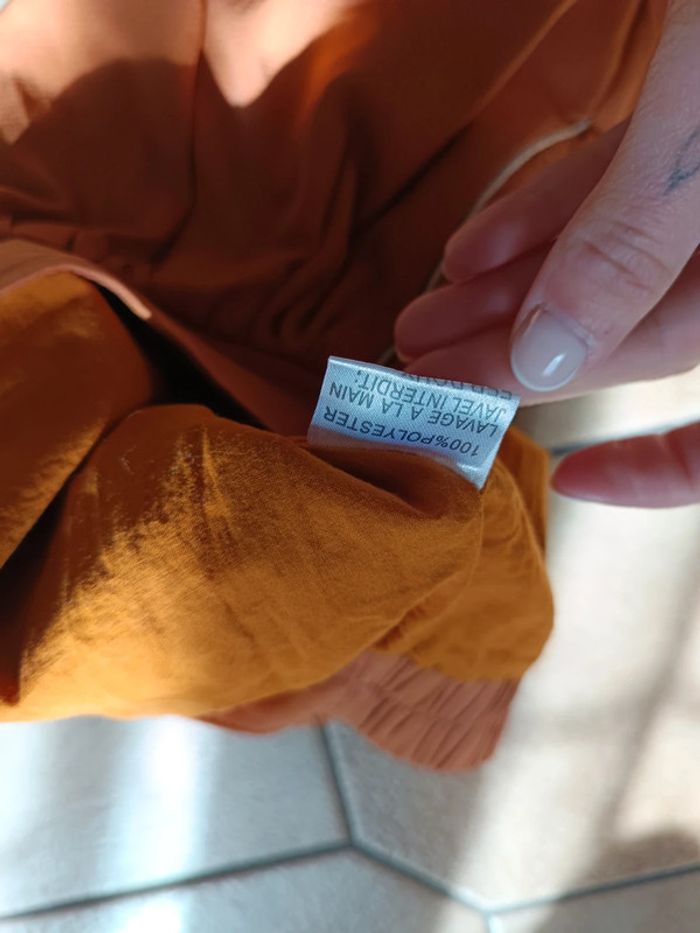 100%POLYESTER
LAVAGE A LA MAIN
JAVEL INTERDIT: